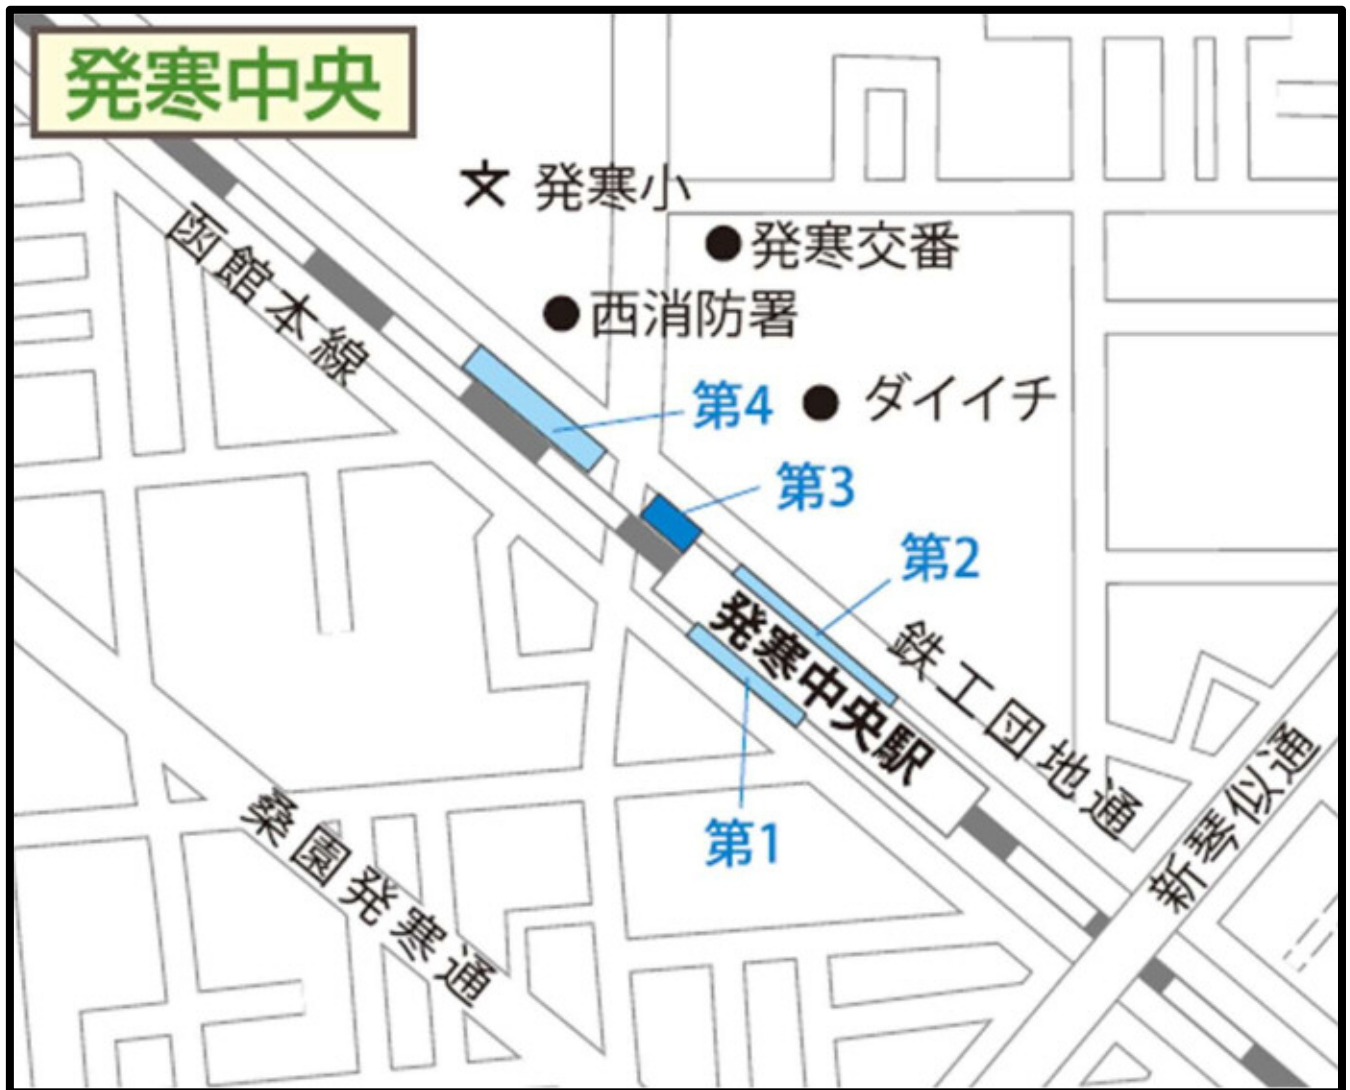 発寒中央
文 発寒小
発寒交番
西消防署
函館本線
第4
ダイイチ
第3
第2
発寒中央駅
鉄工団地通
第1
新琴似通
桑園発寒通